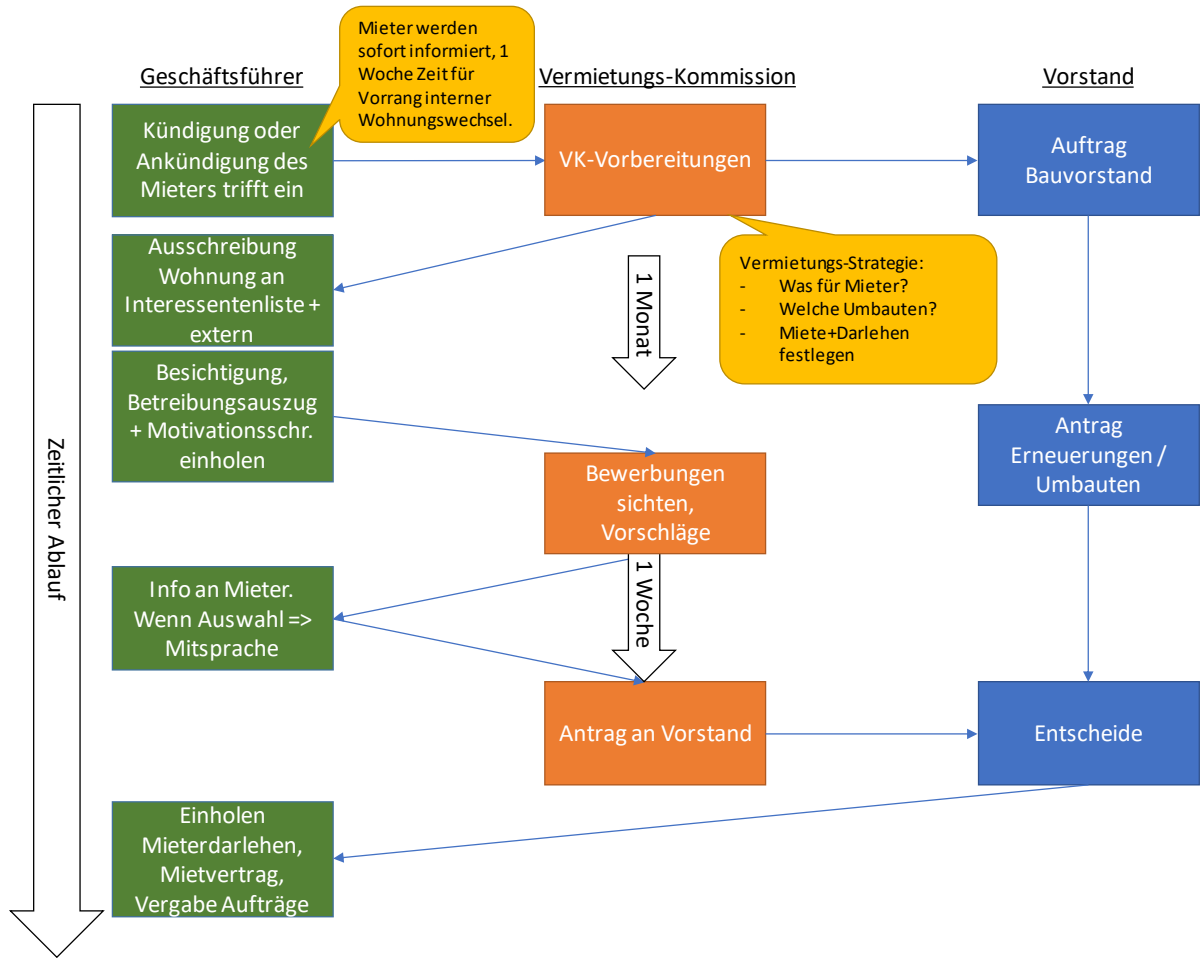 Mieter werden
sofort informiert, 1
Woche Zeit für
Vorrang interner
Wohnungswechsel.
Geschäftsführer
Vermietungs-Kommission
Vorstand
Kündigung oder
Ankündigung des
Mieters trifft ein
VK-Vorbereitungen
Auftrag
Bauvorstand
Ausschreibung
Wohnung an
Interessentenliste +
extern
1 Monat
Vermietungs-Strategie:
- Was für Mieter?
- Welche Umbauten?
- Miete+Darlehen
festlegen
Besichtigung,
Betreibungsauszug
+ Motivationsschr.
einholen
Zeitlicher Ablauf
Bewerbungen
sichten,
Vorschläge
Antrag
Erneuerungen /
Umbauten
Info an Mieter.
Wenn Auswahl =>
Mitsprache
1 Woche
Antrag an Vorstand
Entscheide
Einholen
Mieterdarlehen,
Mietvertrag,
Vergabe Aufträge